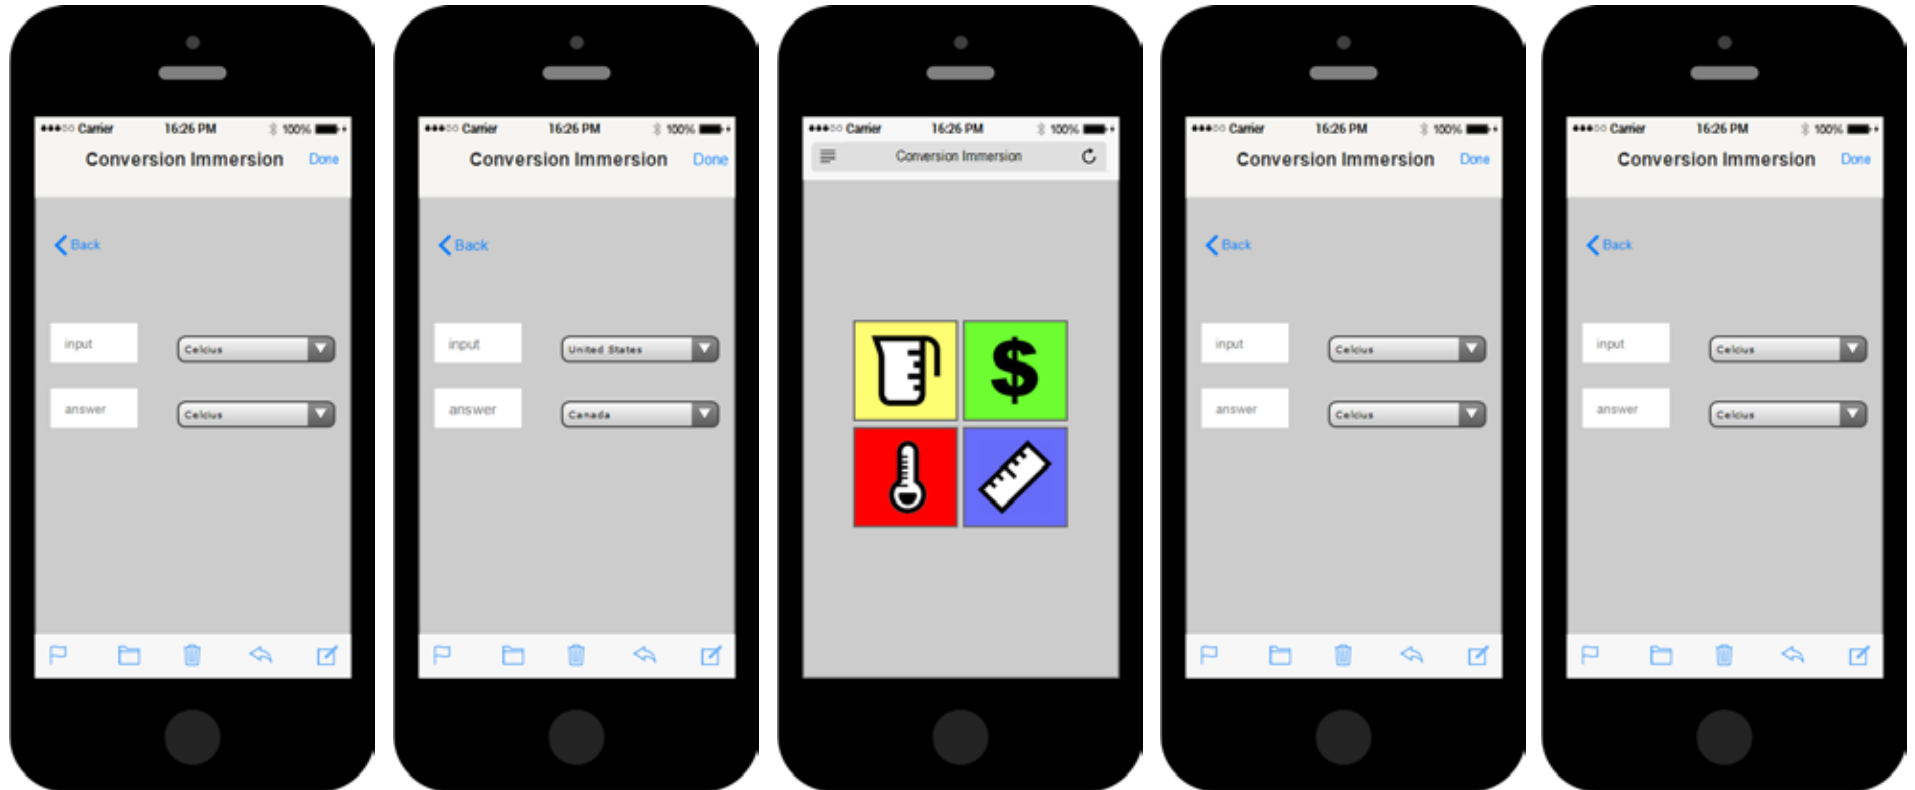 Carrier 16:26 PM 100%
Conversion Immersion Done
Back
input Celcius
answer Celcius
Carrier 16:26 PM 100%
Conversion Immersion Done
Back
input United States
answer Canada
Carrier 16:26 PM 100%
Conversion Immersion
$
Carrier 16:26 PM 100%
Conversion Immersion Done
Back
input Celcius
answer Celcius
Carrier 16:26 PM 100%
Conversion Immersion Done
Back
input Celcius
answer Celcius